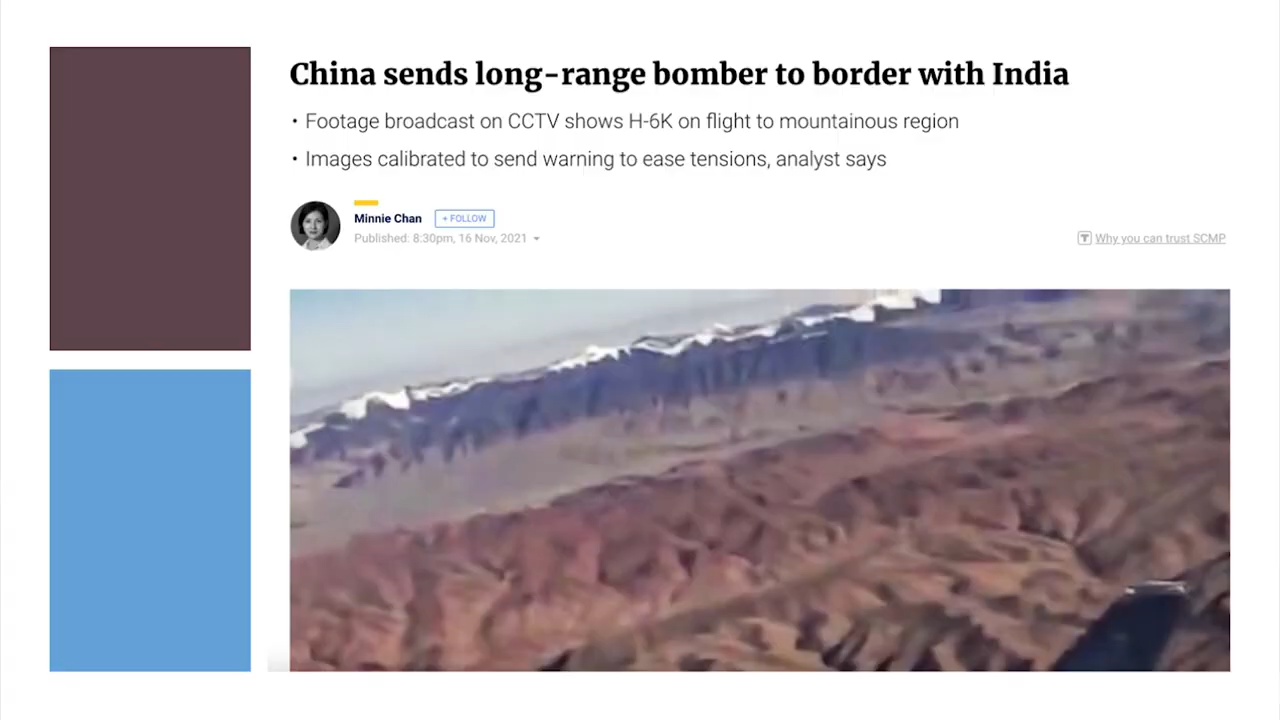 China sends long-range bomber to border with India
• Footage broadcast on CCTV shows H-6K on flight to mountainous region
• Images calibrated to send warning to ease tensions, analyst says
Minnie Chan + FOLLOW
Published: 8:30pm, 16 Nov, 2021
T Why you can trust SCMP